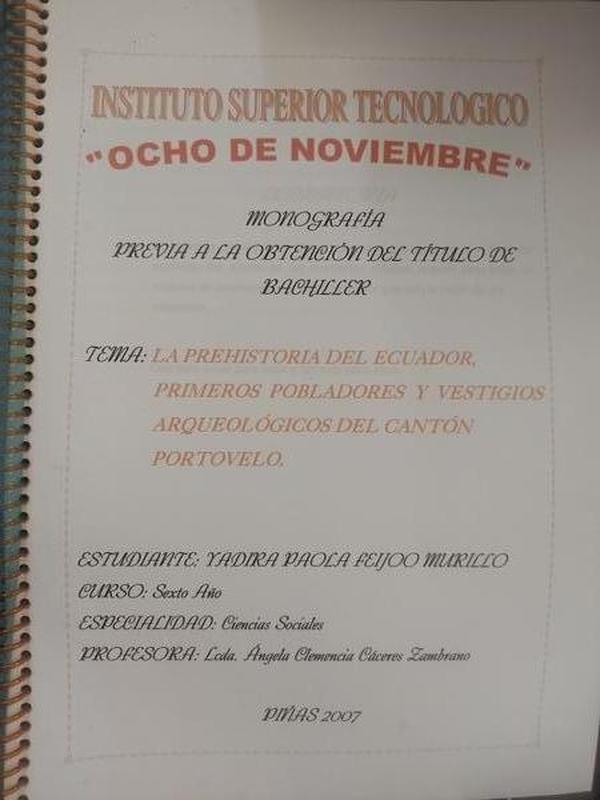 INSTITUTO SUPERIOR TECNOLOGICO
"OCHO DE NOVIEMBRE"
MONOGRAFÍA
PREVIA A LA OBTENCIÓN DEL TÍTULO DE
BACHILLER
TEMA: LA PREHISTORIA DEL ECUADOR,
PRIMEROS POBLADORES Y VESTIGIOS
ARQUEOLÓGICOS DEL CANTÓN
PORTOVELO.
ESTUDIANTE: YADIRA PAOLA FEIJOO MURILLO
CURSO: Sexto Año
ESPECIALIDAD: Ciencias Sociales
PROFESORA: Lcda. Ángela Clemencia Cáceres Zambrano
PIÑAS 2007